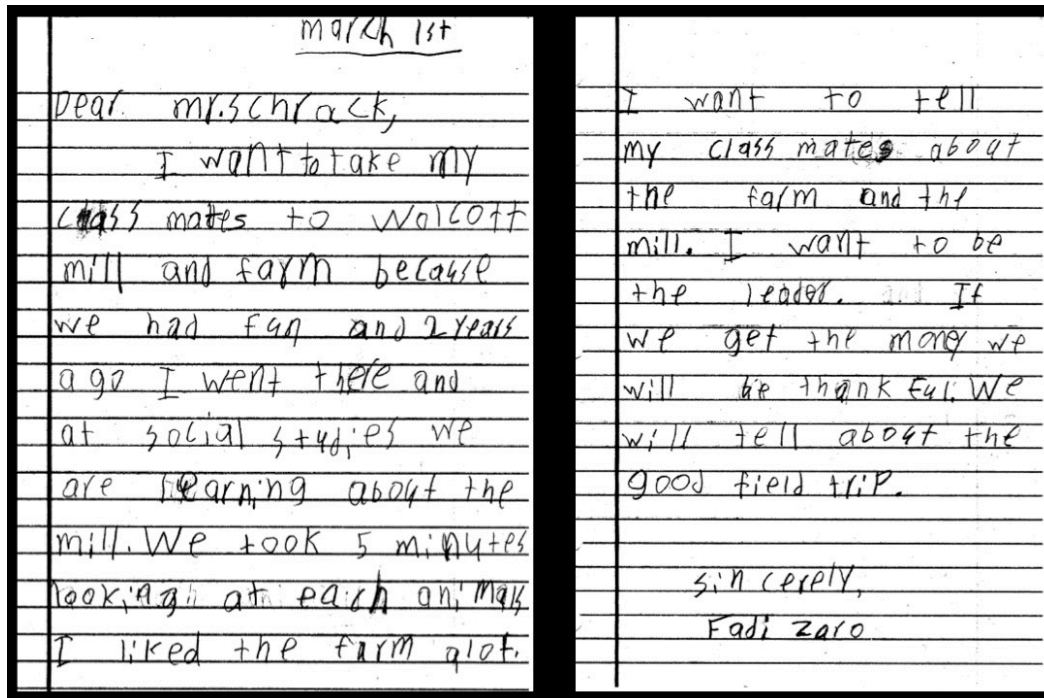 march 1st
Dear. mr.schrack,
I want to take my
class mates to Wolcott
mill and farm because
we had fun and 2 years
ago I went there and
at social studies we
are learning about the
mill. We took 5 minutes
looking at each animals
I liked the farm alot.
I want to tell
my class mates about
the farm and the
mill. I want to be
the leader. If
we get the money we
will be thank Ful. We
will tell about the
good field trip.
sin cerely,
Fadi Zaro